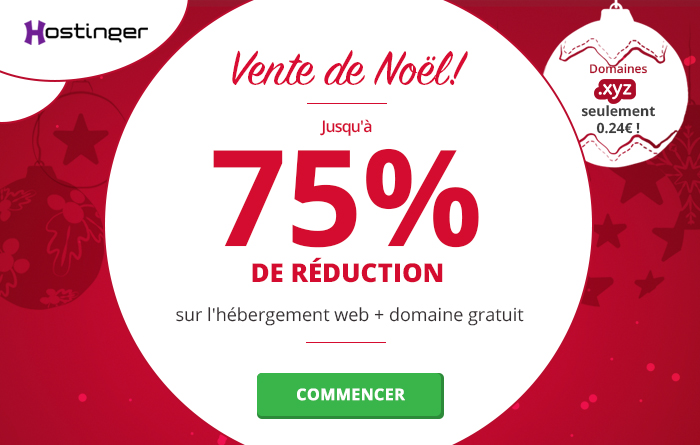 Hostinger
Vente de Noël!
Jusqu'à
75%
DE RÉDUCTION
sur l'hébergement web + domaine gratuit
COMMENCER
Domaines
.xyz
seulement
0.24€ !